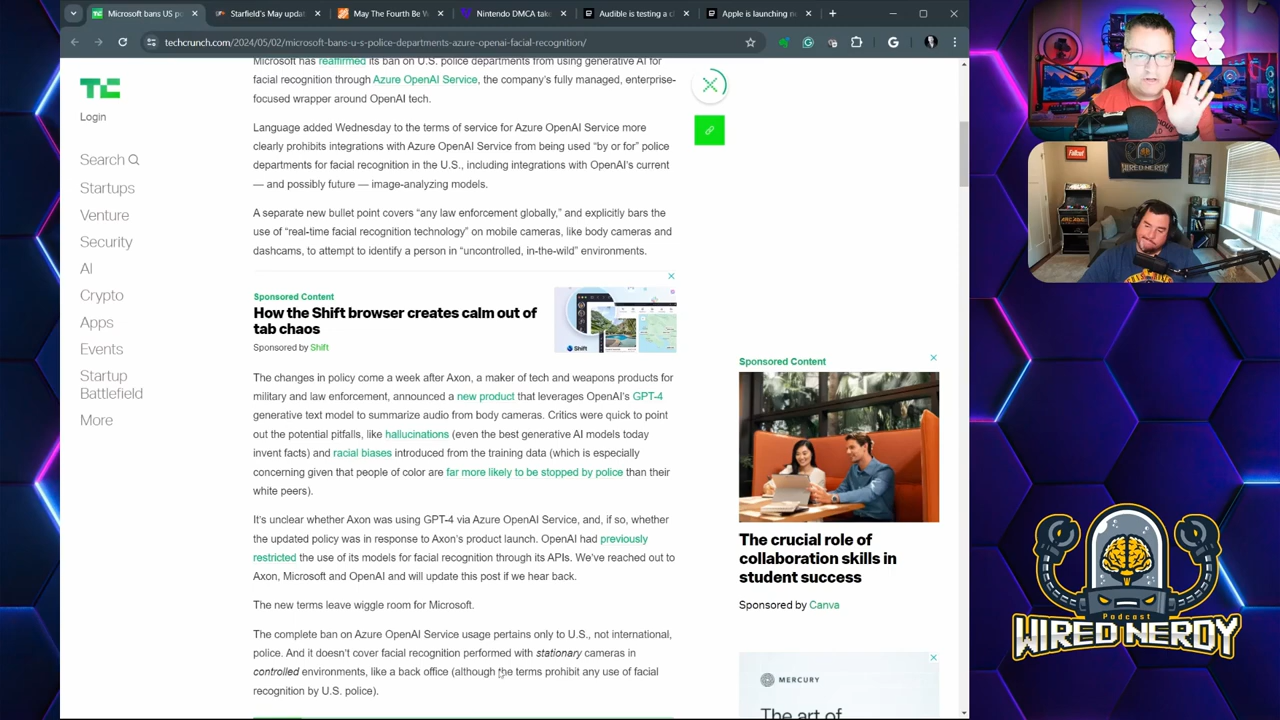 Microsoft bans US po
Starfield's May updat
May The Fourth Be W
Nintendo DMCA take
Audible is testing a cl
Apple is launching n
techcrunch.com/2024/05/02/microsoft-bans-u-s-police-departments-azure-openai-facial-recognition/
Login
Search
Startups
Venture
Security
AI
Crypto
Apps
Events
Startup
Battlefield
More
Microsoft has reaffirmed its ban on U.S. police departments from using generative AI for
facial recognition through Azure OpenAI Service, the company's fully managed, enterprise-
focused wrapper around OpenAI tech.
Language added Wednesday to the terms of service for Azure OpenAI Service more
clearly prohibits integrations with Azure OpenAI Service from being used "by or for" police
departments for facial recognition in the U.S., including integrations with OpenAI's current
— and possibly future — image-analyzing models.
A separate new bullet point covers "any law enforcement globally," and explicitly bars the
use of "real-time facial recognition technology" on mobile cameras, like body cameras and
dashcams, to attempt to identify a person in "uncontrolled, in-the-wild" environments.
Sponsored Content
How the Shift browser creates calm out of
tab chaos
Sponsored by Shift
Shift
The changes in policy come a week after Axon, a maker of tech and weapons products for
military and law enforcement, announced a new product that leverages OpenAI's GPT-4
generative text model to summarize audio from body cameras. Critics were quick to point
out the potential pitfalls, like hallucinations (even the best generative AI models today
invent facts) and racial biases introduced from the training data (which is especially
concerning given that people of color are far more likely to be stopped by police than their
white peers).
It's unclear whether Axon was using GPT-4 via Azure OpenAI Service, and, if so, whether
the updated policy was in response to Axon's product launch. OpenAI had previously
restricted the use of its models for facial recognition through its APIs. We've reached out to
Axon, Microsoft and OpenAI and will update this post if we hear back.
The new terms leave wiggle room for Microsoft.
The complete ban on Azure OpenAI Service usage pertains only to U.S., not international,
police. And it doesn't cover facial recognition performed with stationary cameras in
controlled environments, like a back office (although the terms prohibit any use of facial
recognition by U.S. police).
Sponsored Content
The crucial role of
collaboration skills in
student success
Sponsored by Canva
MERCURY
The art of
Fallout
WIRED NERDY
Podcast
WIRED NERDY